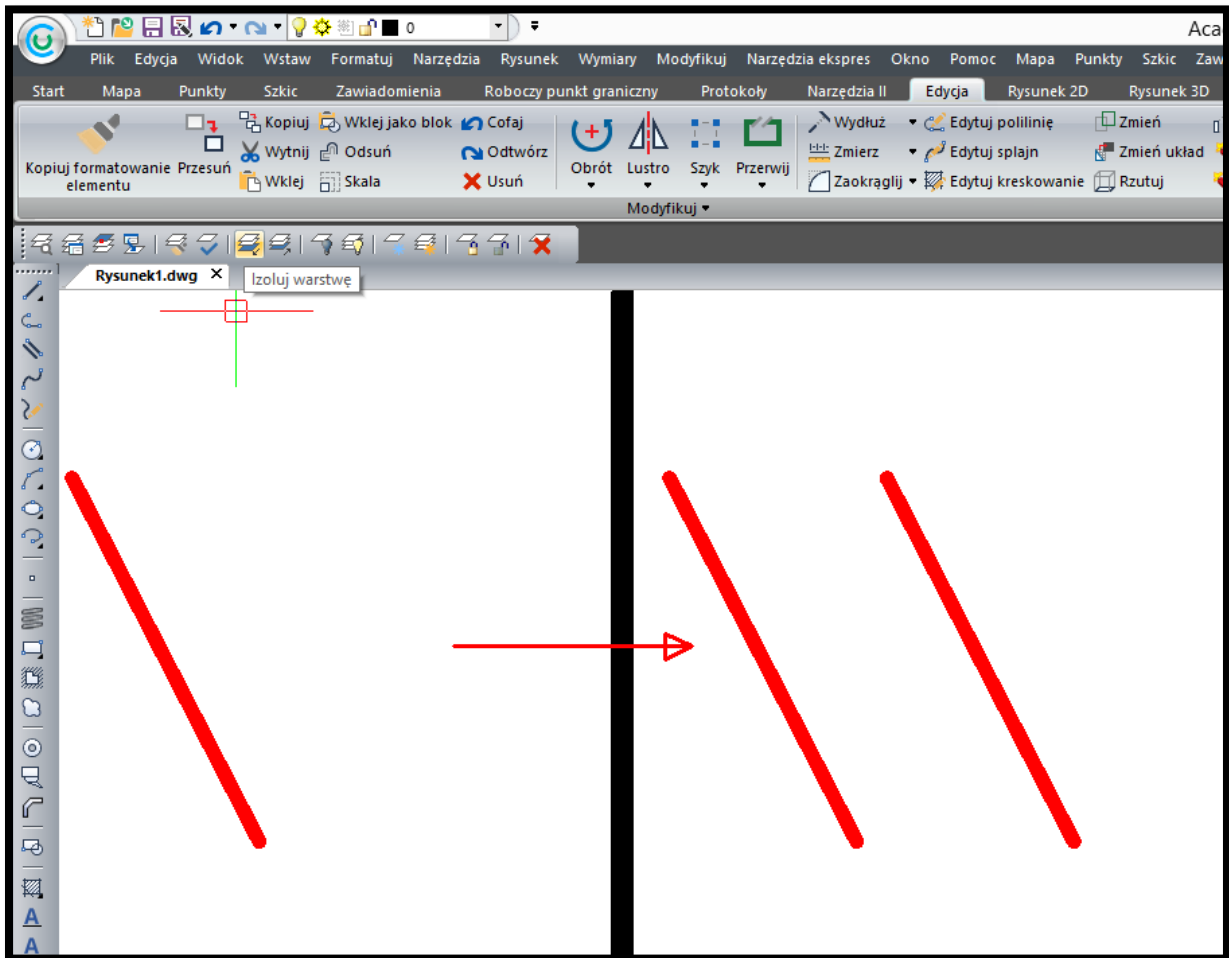 0
Aca
Plik Edycja Widok Wstaw Formatuj Narzędzia Rysunek Wymiary Modyfikuj Narzędzia ekspres Okno Pomoc Mapa Punkty Szkic Zaw
Start Mapa Punkty Szkic Zawiadomienia Roboczy punkt graniczny Protokoły Narzędzia II Edycja Rysunek 2D Rysunek 3D
Kopiuj Wklej jako blok Cofaj Wydłuż Edytuj polilinię Zmień
Wytnij Odsuń Odtwórz Zmierz Edytuj splajn Zmień układ
Kopiuj formatowanie elementu Przesuń Obrót Lustro Szyk Przerwij
Wklej Skala Usuń Zaokrąglij Edytuj kreskowanie Rzutuj
Modyfikuj
Rysunek1.dwg
Izoluj warstwę
A
A